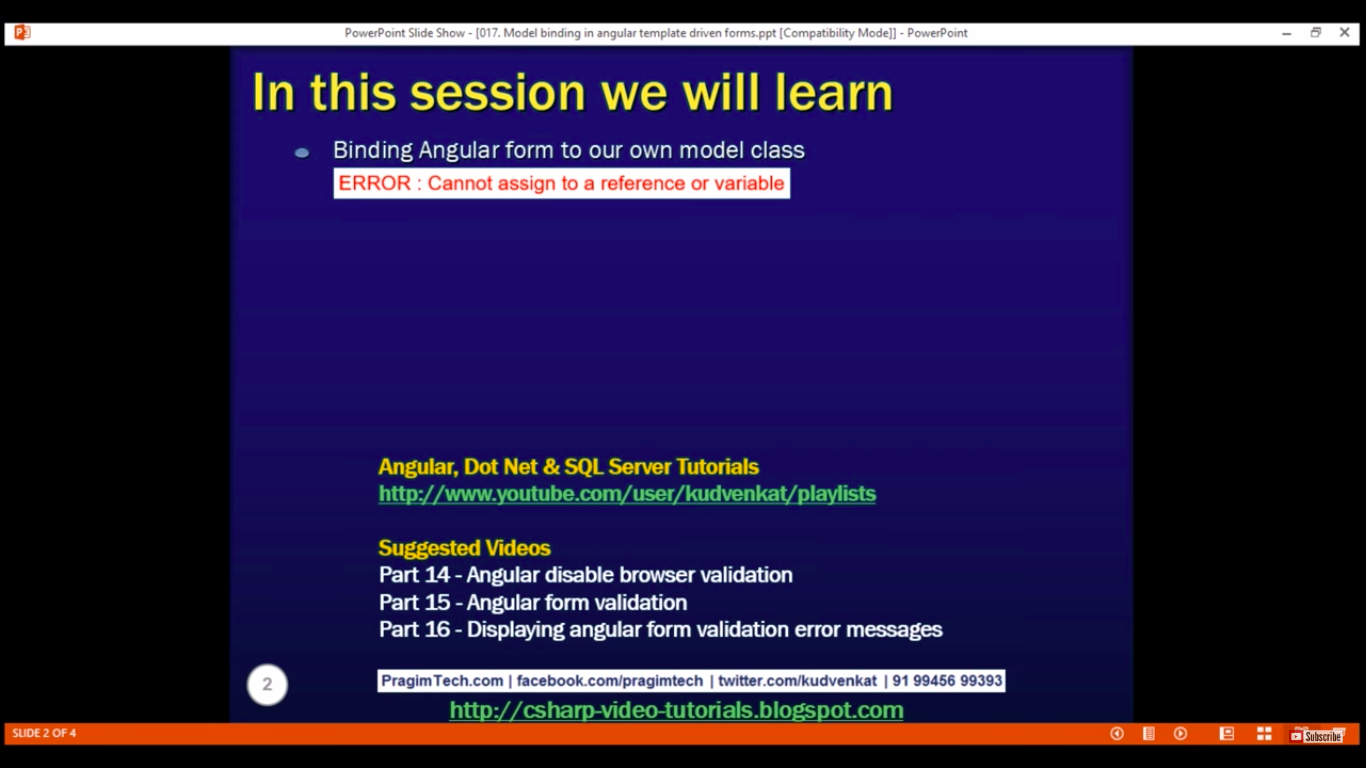 PowerPoint Slide Show - [017. Model binding in angular template driven forms.ppt [Compatibility Mode]] - PowerPoint
In this session we will learn
Binding Angular form to our own model class
ERROR : Cannot assign to a reference or variable
Angular, Dot Net & SQL Server Tutorials
http://www.youtube.com/user/kudvenkat/playlists
Suggested Videos
Part 14 - Angular disable browser validation
Part 15 - Angular form validation
Part 16 - Displaying angular form validation error messages
2
PragimTech.com | facebook.com/pragimtech | twitter.com/kudvenkat | 91 99456 99393
http://csharp-video-tutorials.blogspot.com
SLIDE 2 OF 4
Subscribe